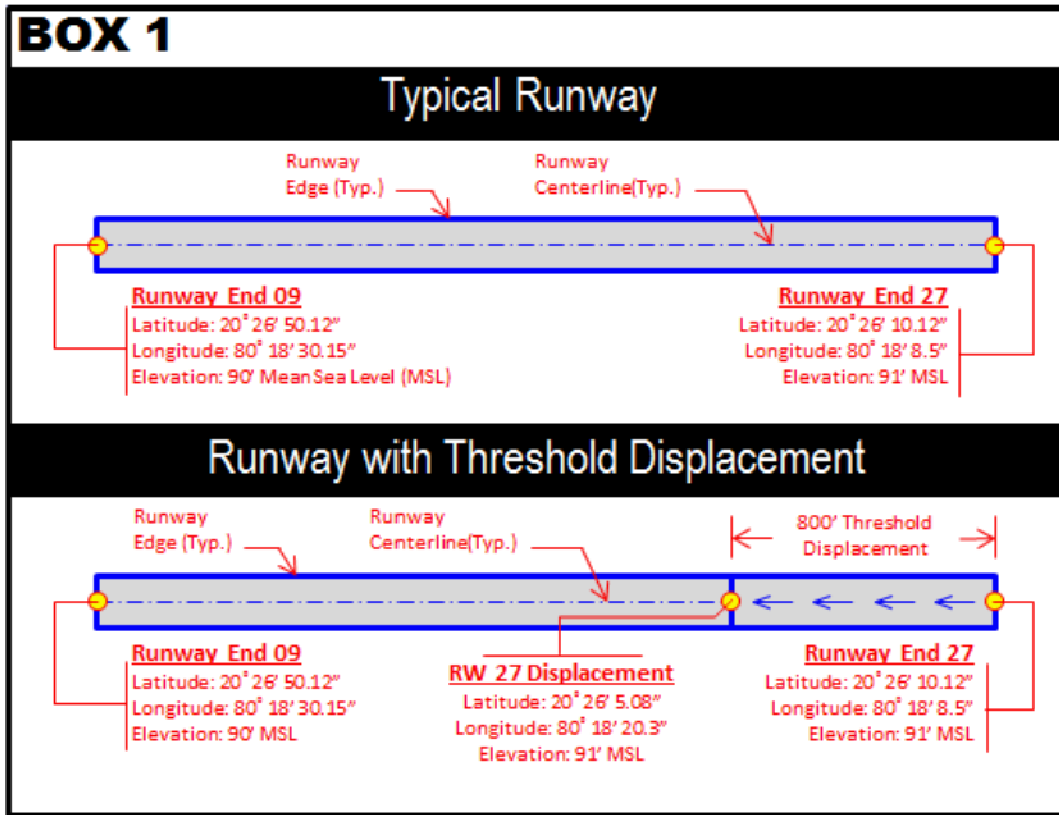 BOX 1
Typical Runway
Runway
Edge (Typ.)
Runway
Centerline(Typ.)
Runway End 09
Latitude: 20° 26' 50.12"
Longitude: 80° 18' 30.15"
Elevation: 90' Mean Sea Level (MSL)
Runway End 27
Latitude: 20° 26' 10.12"
Longitude: 80° 18' 8.5"
Elevation: 91' MSL
Runway with Threshold Displacement
Runway
Edge (Typ.)
Runway
Centerline(Typ.)
800' Threshold
Displacement
Runway End 09
Latitude: 20° 26' 50.12"
Longitude: 80° 18' 30.15"
Elevation: 90' MSL
RW 27 Displacement
Latitude: 20° 26' 5.08"
Longitude: 80° 18' 20.3"
Elevation: 91' MSL
Runway End 27
Latitude: 20° 26' 10.12"
Longitude: 80° 18' 8.5"
Elevation: 91' MSL